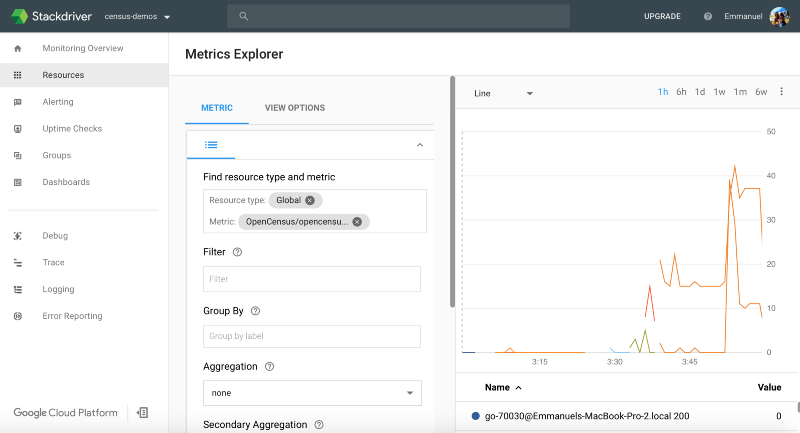 Stackdriver census-demos UPGRADE Emmanuel
Monitoring Overview
Resources
Alerting
Uptime Checks
Groups
Dashboards
Debug
Trace
Logging
Error Reporting
Google Cloud Platform
Metrics Explorer
METRIC VIEW OPTIONS
Find resource type and metric
Resource type: Global
Metric: OpenCensus/opencensu...
Filter
Filter
Group By
Group by label
Aggregation
none
Secondary Aggregation
Line 1h 6h 1d 1w 1m 6w
50
40
30
20
10
0
3:15 3:30 3:45
Name Value
go-70030@Emmanuels-MacBook-Pro-2.local 200 0